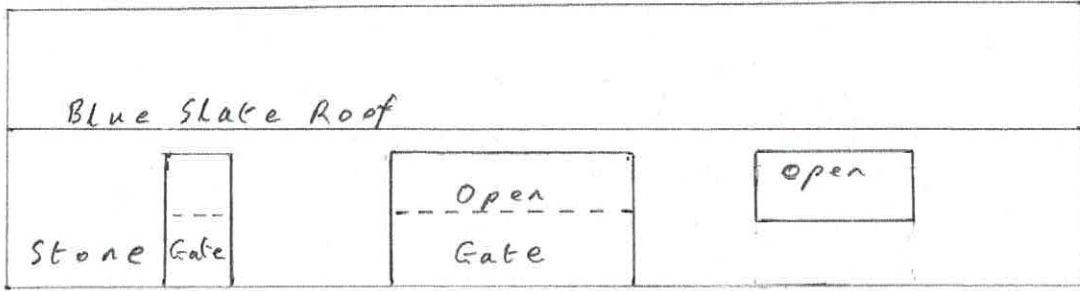 Blue Slate Roof
Open
Open
Stone
Gate
Gate